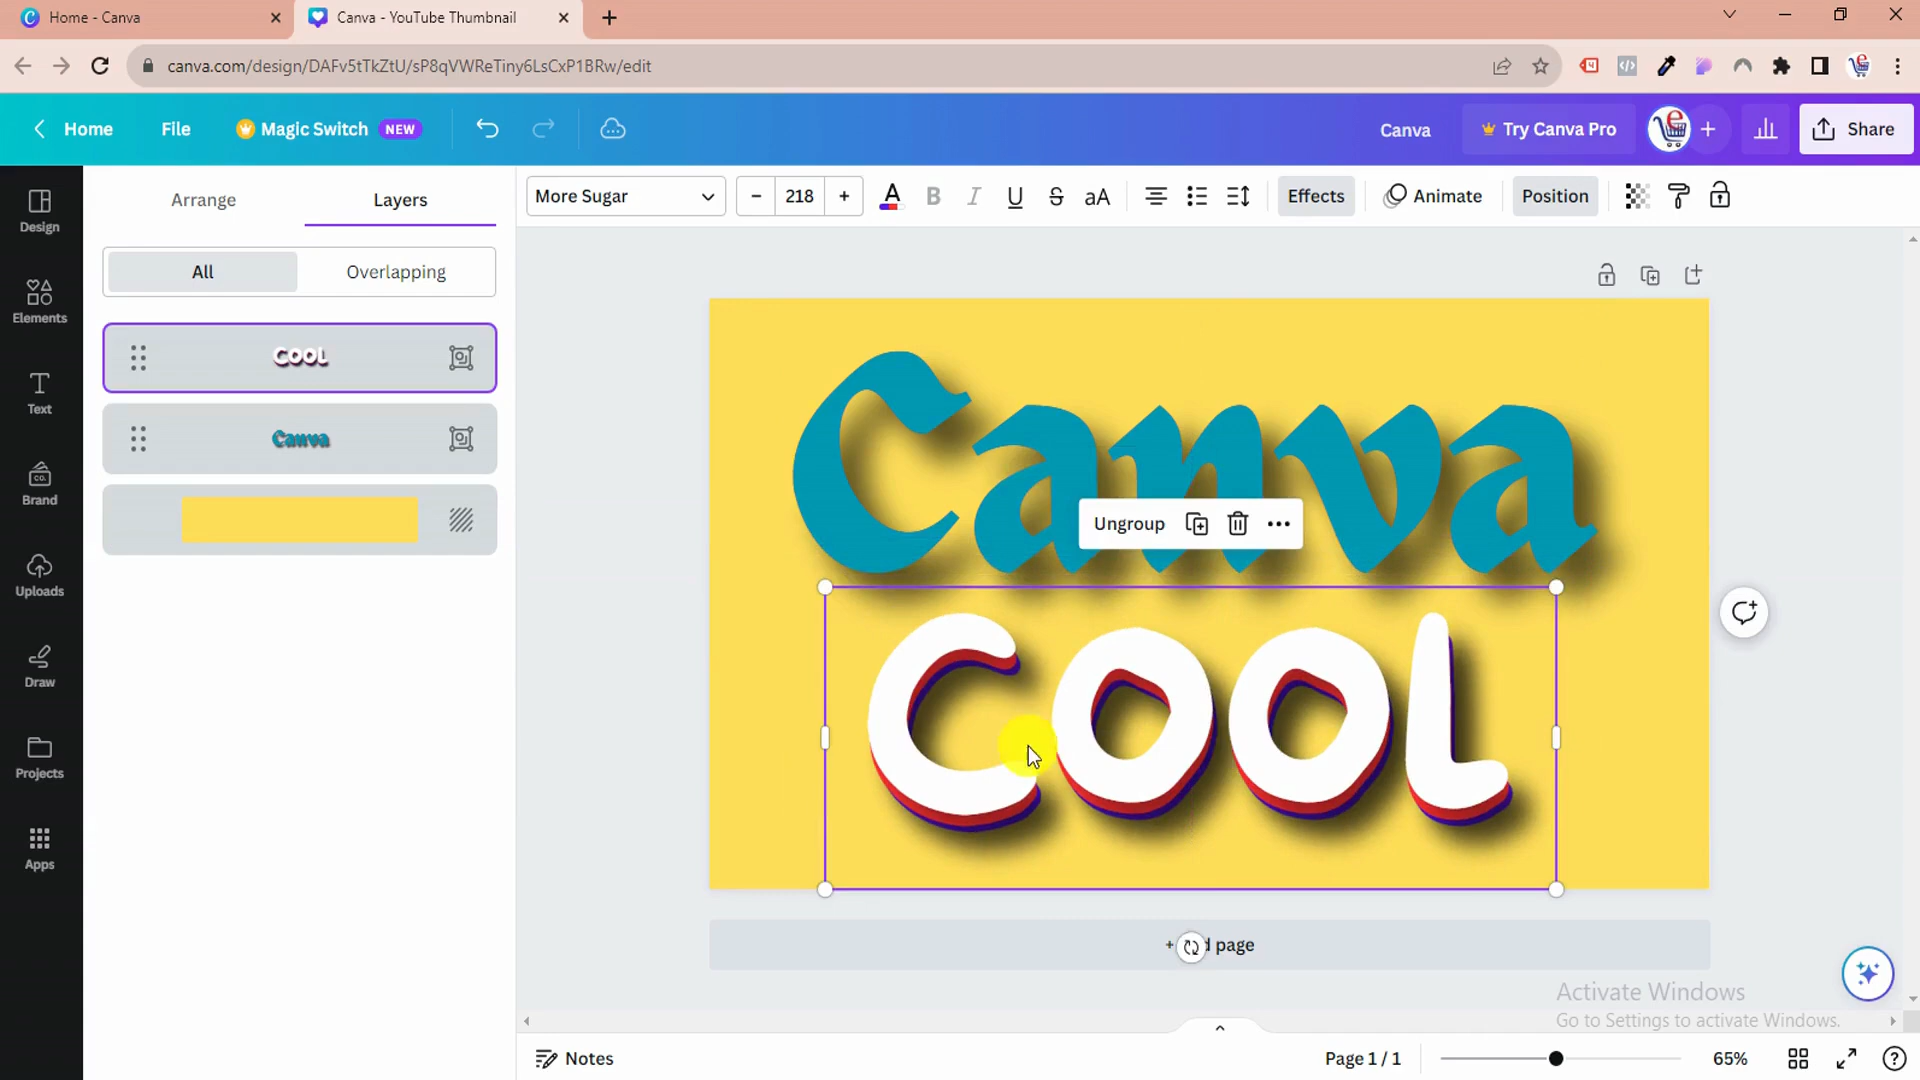 Home - Canva
Canva - YouTube Thumbnail
canva.com/design/DAFv5tTkZtU/sP8qVWReTiny6LsCxP1BRw/edit
Home
File
Magic Switch NEW
Canva
Try Canva Pro
Share
Arrange
Layers
More Sugar
218
Effects
Animate
Position
All
Overlapping
COOL
Canva
Design
Elements
Text
Brand
Uploads
Draw
Projects
Apps
Canva
Ungroup
COOL
page
Activate Windows
Go to Settings to activate Windows.
Notes
Page 1 / 1
65%